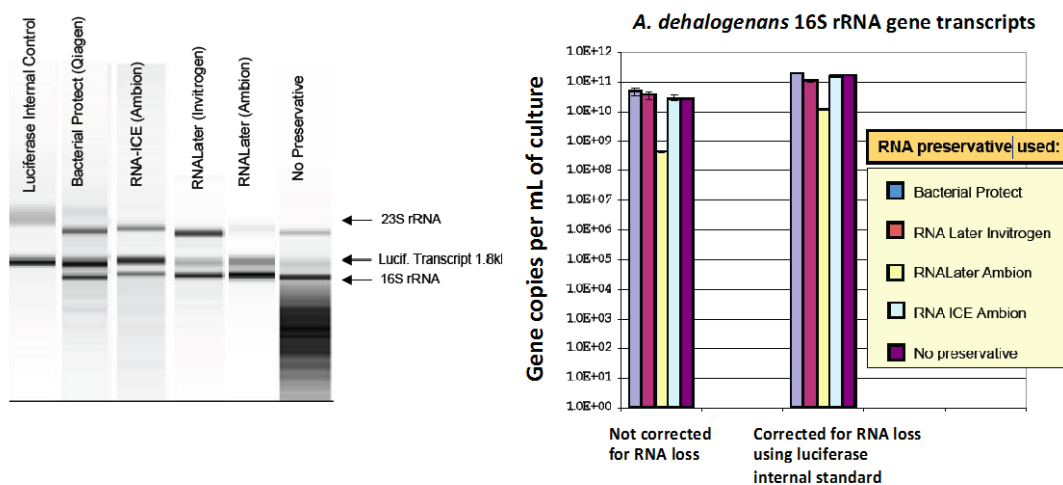 Luciferase Internal Control
Bacterial Protect (Qiagen)
RNA-ICE (Ambion)
RNALater (Invitrogen)
RNALater (Ambion)
No Preservative
23S rRNA
Lucif. Transcript 1.8kl
16S rRNA
A. dehalogenans 16S rRNA gene transcripts
Gene copies per mL of culture
1.0E+12
1.0E+11
1.0E+10
1.0E+09
1.0E+08
1.0E+07
1.0E+06
1.0E+05
1.0E+04
1.0E+03
1.0E+02
1.0E+01
1.0E+00
Not corrected
for RNA loss
Corrected for RNA loss
using luciferase
internal standard
RNA preservative used:
Bacterial Protect
RNA Later Invitrogen
RNALater Ambion
RNA ICE Ambion
No preservative